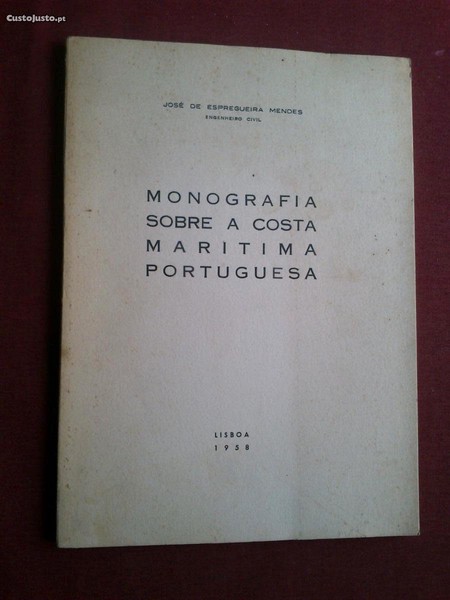 CustoJusto.pt
JOSÉ DE ESPREGUEIRA MENDES
ENGENHEIRO CIVIL
MONOGRAFIA
SOBRE A COSTA
MARITIMA
PORTUGUESA
LISBOA
1958